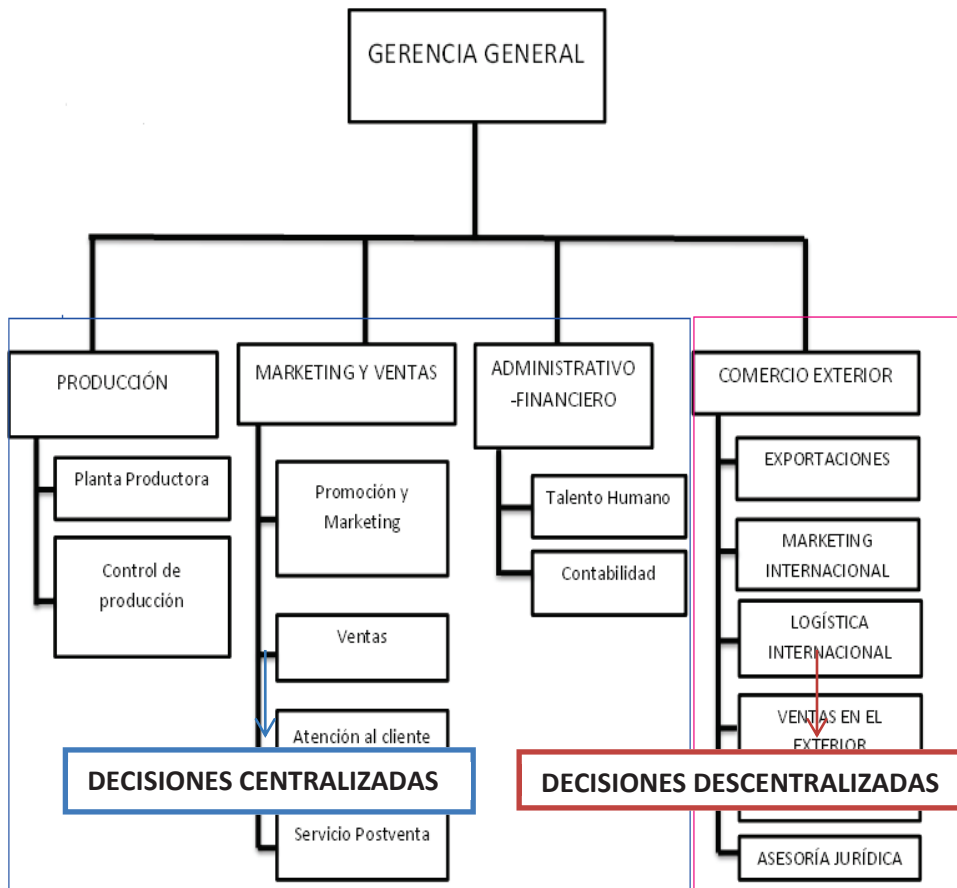 GERENCIA GENERAL
PRODUCCIÓN
Planta Productora
Control de
producción
MARKETING Y VENTAS
Promoción y
Marketing
Ventas
Atención al cliente
Servicio Postventa
ADMINISTRATIVO
-FINANCIERO
Talento Humano
Contabilidad
COMERCIO EXTERIOR
EXPORTACIONES
MARKETING
INTERNACIONAL
LOGÍSTICA
INTERNACIONAL
VENTAS EN EL
EXTERIOR
ASESORÍA JURÍDICA
DECISIONES CENTRALIZADAS
DECISIONES DESCENTRALIZADAS